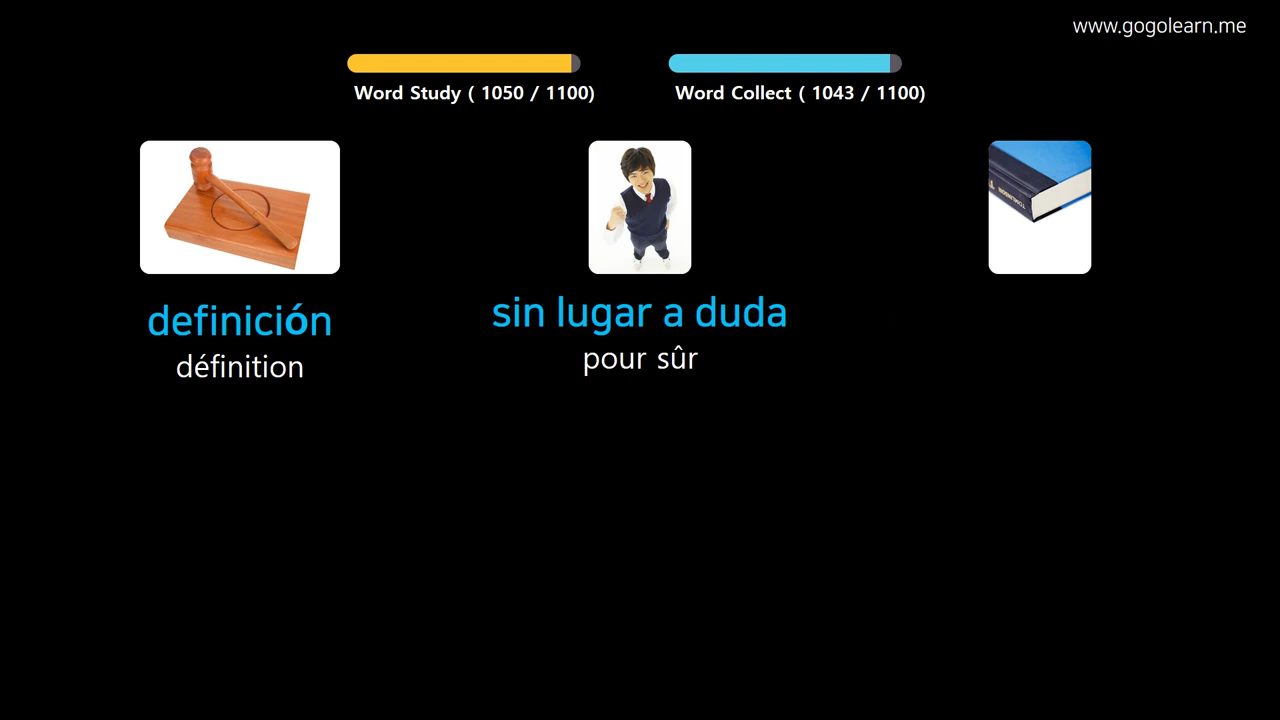 www.gogolearn.me
Word Study ( 1050 / 1100)
Word Collect ( 1043 / 1100)
definición
définition
sin lugar a duda
pour sûr